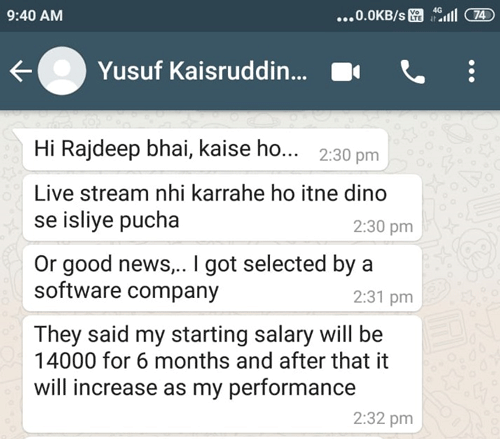 9:40 AM ...0.0KB/s Vo LTE 4G 74
Yusuf Kaisruddin...
Hi Rajdeep bhai, kaise ho... 2:30 pm
Live stream nhi karrahe ho itne dino
se isliye pucha 2:30 pm
Or good news,.. I got selected by a
software company 2:31 pm
They said my starting salary will be
14000 for 6 months and after that it
will increase as my performance
2:32 pm